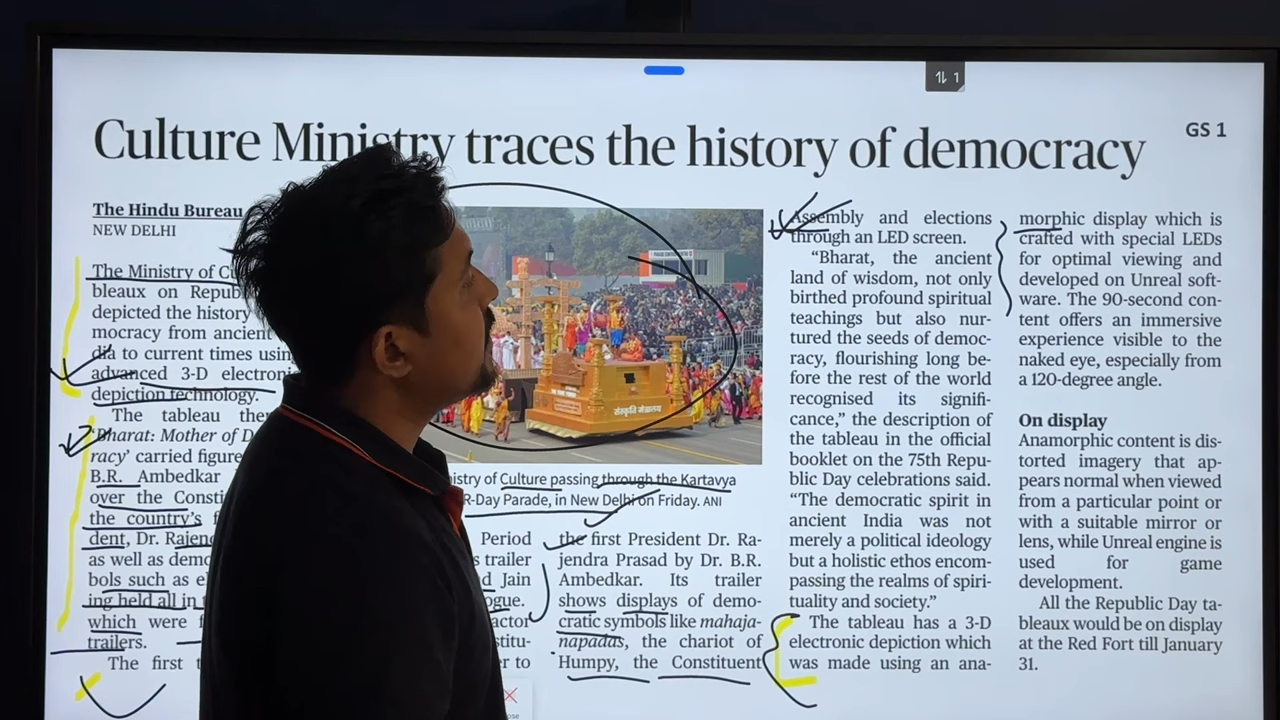 ⇅ 1
Culture Ministry traces the history of democracy
GS 1
The Hindu Bureau
NEW DELHI
The Ministry of
bleaux on
depicted the history
mocracy from ancient
dia to current times using
advanced 3-D
depiction technology.
The tableau
'Bharat: Mother of
racy' carried
B.R. Ambedkar
over the
the country's
dent, Dr.
as well as
bols such as
ing held all in
which were
trailers.
The first
संस्कृति मंत्रालय
of Culture passing through the Kartavya
R-Day Parade, in New Delhi on Friday. ANI
Period
trailer
Jain
to
the first President Dr. Ra-
jendra Prasad by Dr. B.R.
Ambedkar. Its trailer
shows displays of demo-
cratic symbols like mahaja-
napadas, the chariot of
Humpy, the Constituent
Assembly and elections
through an LED screen.
“Bharat, the ancient
land of wisdom, not only
birthed profound spiritual
teachings but also nur-
tured the seeds of democ-
racy, flourishing long be-
fore the rest of the world
recognised its signifi-
cance,” the description of
the tableau in the official
booklet on the 75th Repu-
blic Day celebrations said.
“The democratic spirit in
ancient India was not
merely a political ideology
but a holistic ethos encom-
passing the realms of spiri-
tuality and society.”
The tableau has a 3-D
electronic depiction which
was made using an ana-
morphic display which is
crafted with special LEDs
for optimal viewing and
developed on Unreal soft-
ware. The 90-second con-
tent offers an immersive
experience visible to the
naked eye, especially from
a 120-degree angle.
On display
Anamorphic content is dis-
torted imagery that ap-
pears normal when viewed
from a particular point or
with a suitable mirror or
lens, while Unreal engine is
used for game
development.
All the Republic Day ta-
bleaux would be on display
at the Red Fort till January
31.